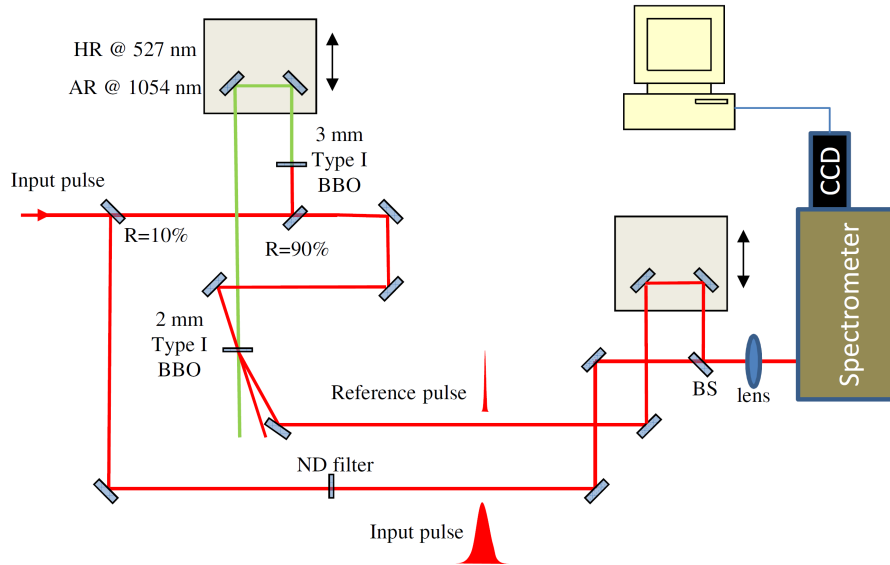 HR @ 527 nm
AR @ 1054 nm
3 mm
Type I
BBO
Input pulse
R=10%
R=90%
2 mm
Type I
BBO
Reference pulse
ND filter
Input pulse
BS
lens
CCD
Spectrometer